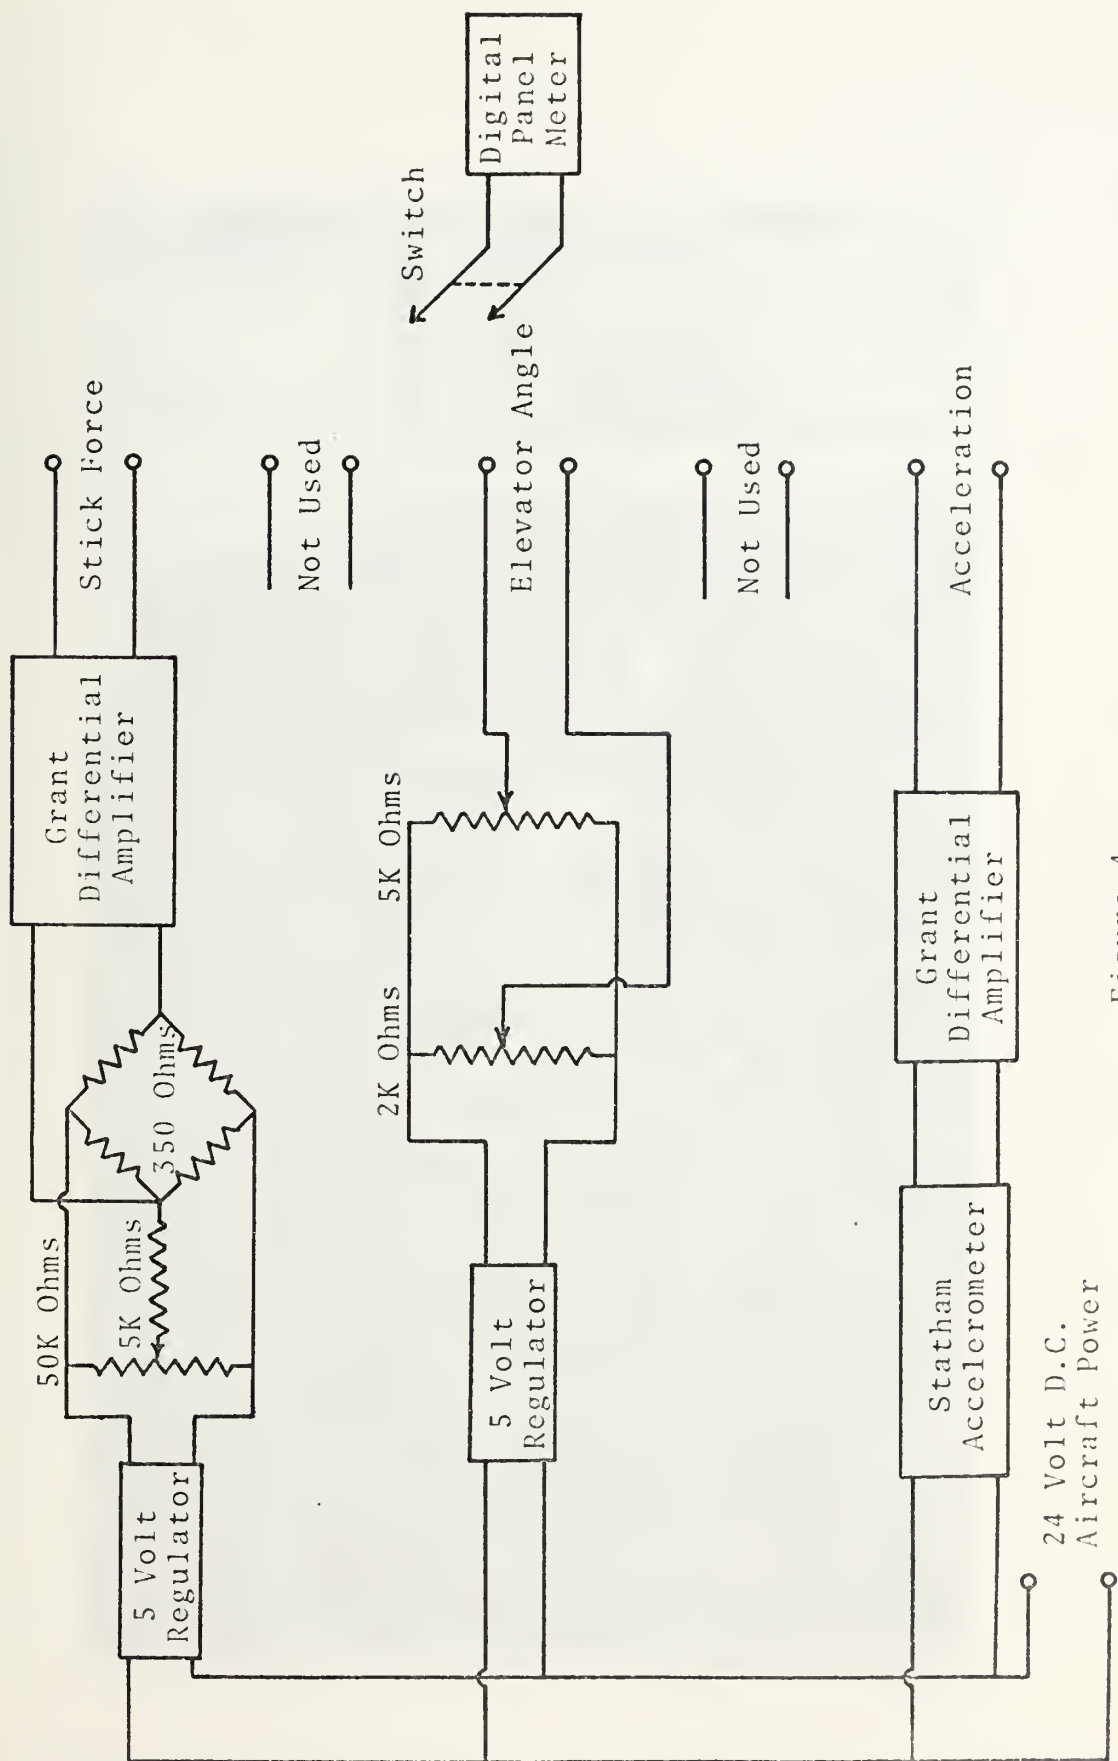 Digital
Panel
Meter
Switch
Stick Force
Not Used
Elevator Angle
Not Used
Acceleration
Grant
Differential
Amplifier
350 Ohms
50K Ohms
5K Ohms
5 Volt
Regulator
5K Ohms
2K Ohms
5 Volt
Regulator
Grant
Differential
Amplifier
Statham
Accelerometer
24 Volt D.C.
Aircraft Power